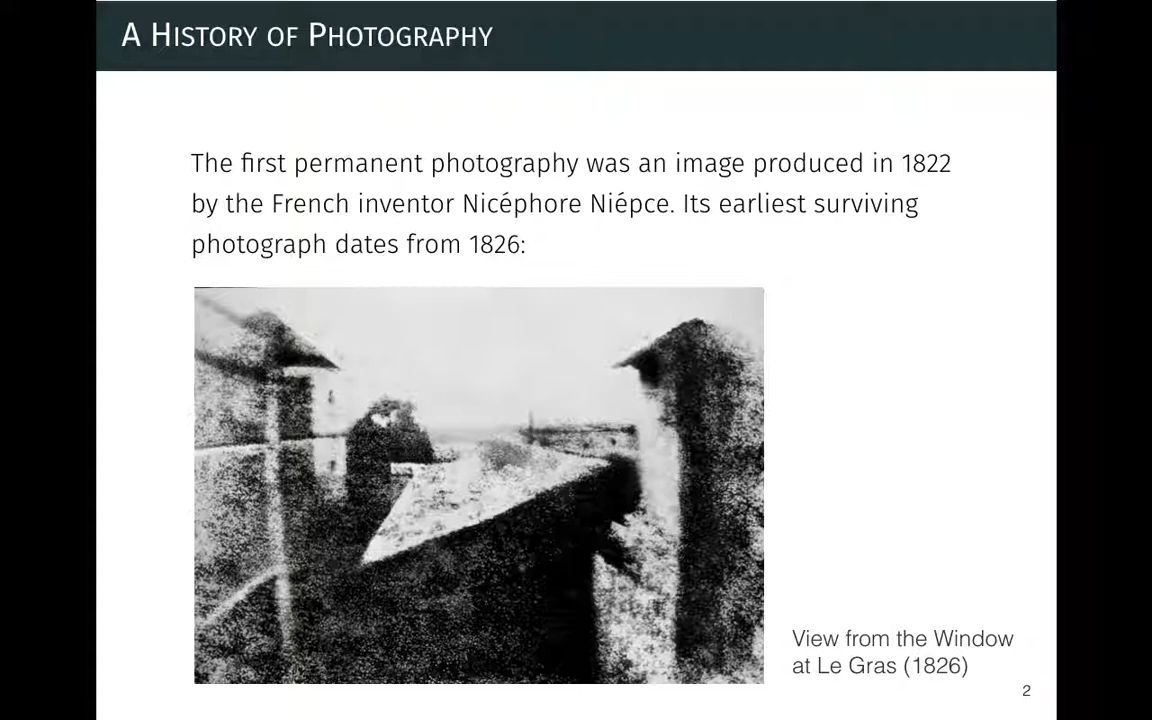 A History of Photography
The first permanent photography was an image produced in 1822
by the French inventor Nicéphore Niépce. Its earliest surviving
photograph dates from 1826:
View from the Window
at Le Gras (1826)
2